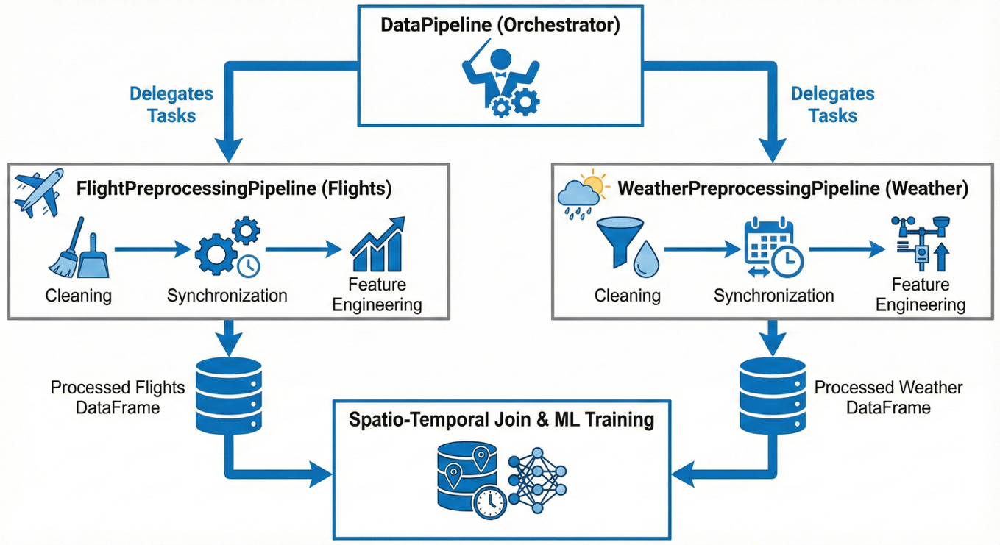 DataPipeline (Orchestrator)
Delegates
Tasks
Delegates
Tasks
FlightPreprocessingPipeline (Flights)
Cleaning
Synchronization
Feature
Engineering
WeatherPreprocessingPipeline (Weather)
Cleaning
Synchronization
Feature
Engineering
Processed Flights
DataFrame
Processed Weather
DataFrame
Spatio-Temporal Join & ML Training